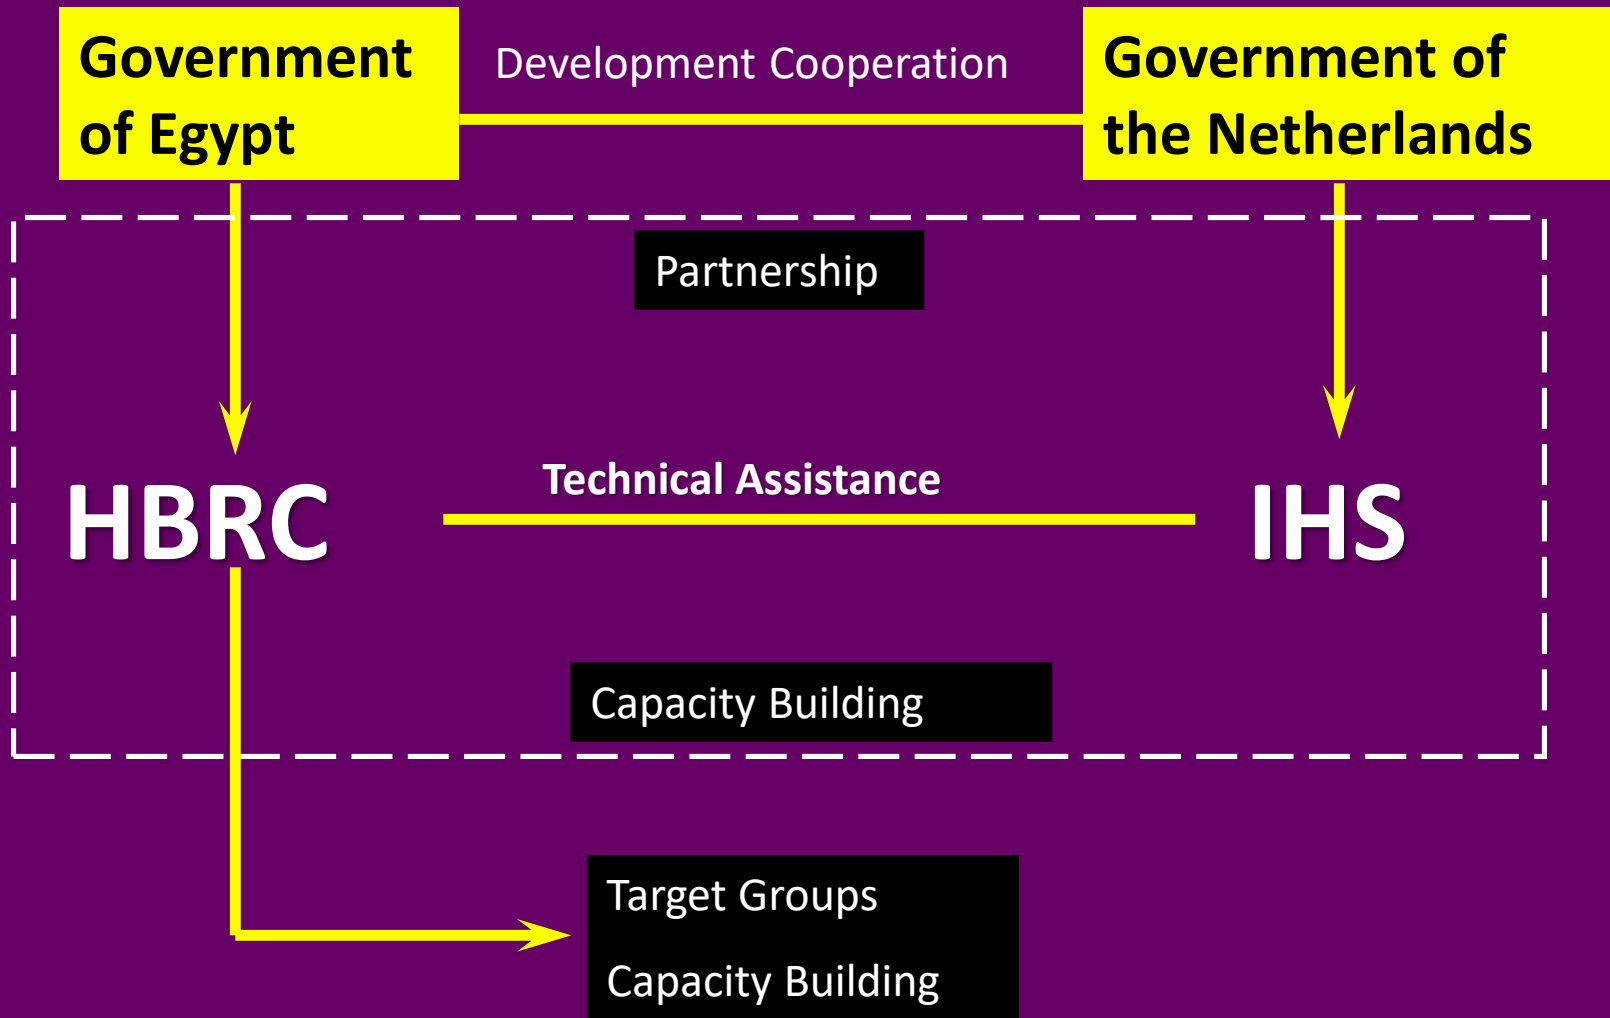 Government
of Egypt
Development Cooperation
Government of
the Netherlands
Partnership
Technical Assistance
HBRC
IHS
Capacity Building
Target Groups
Capacity Building